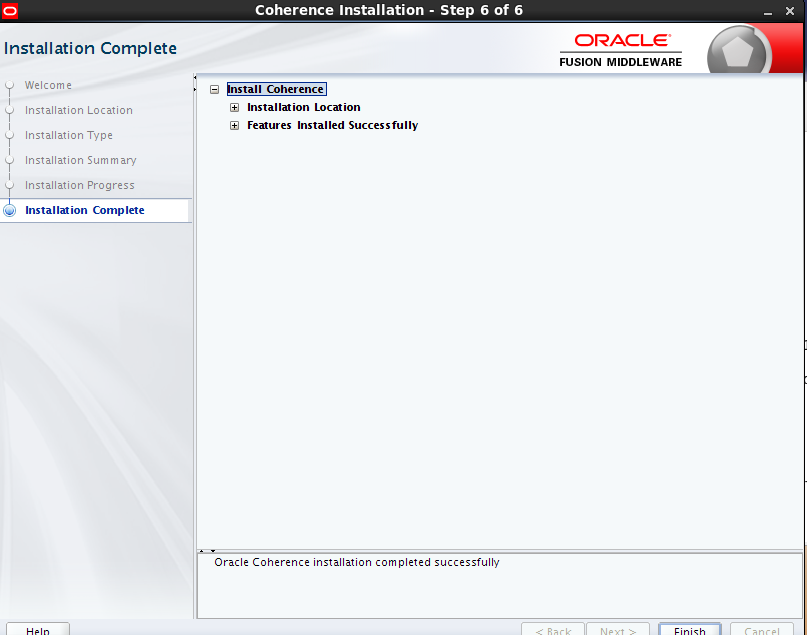 Coherence Installation - Step 6 of 6
Installation Complete
ORACLE
FUSION MIDDLEWARE
Welcome
Installation Location
Installation Type
Installation Summary
Installation Progress
Installation Complete
Install Coherence
Installation Location
Features Installed Successfully
Oracle Coherence installation completed successfully
Help
< Back
Next >
Finish
Cancel